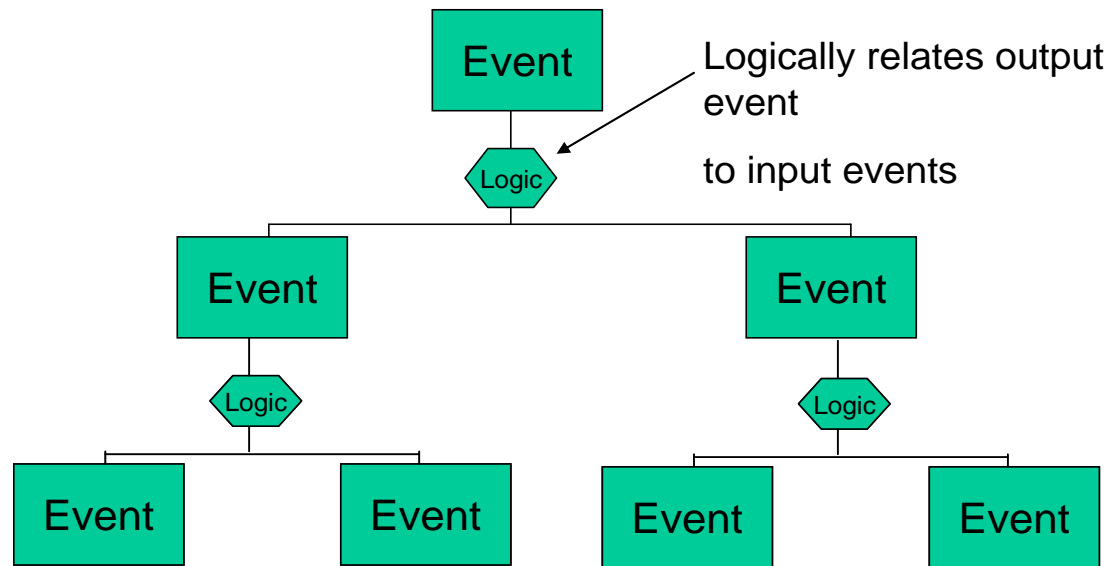 Event
Logically relates output
event
to input events
Logic
Event
Event
Logic
Logic
Event
Event
Event
Event